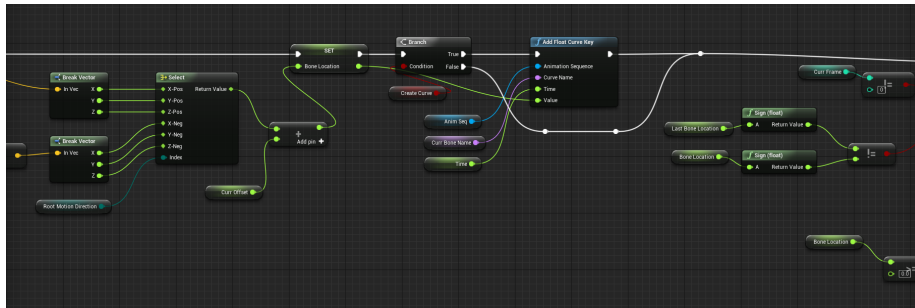 SET
Bone Location
Branch
True
Condition
False
Create Curve
Add Float Curve Key
Animation Sequence
Curve Name
Time
Value
Anim Seq
Curr Bone Name
Time
Break Vector
In Vec
X
Y
Z
Break Vector
In Vec
X
Y
Z
Select
X-Pos
Return Value
Y-Pos
Z-Pos
X-Neg
Y-Neg
Z-Neg
Index
Root Motion Direction
÷
Add pin +
Curr Offset
Curr Frame
0
!=
Last Bone Location
Sign (float)
A
Return Value
Bone Location
Sign (float)
A
Return Value
!=
Bone Location
0.0
>=